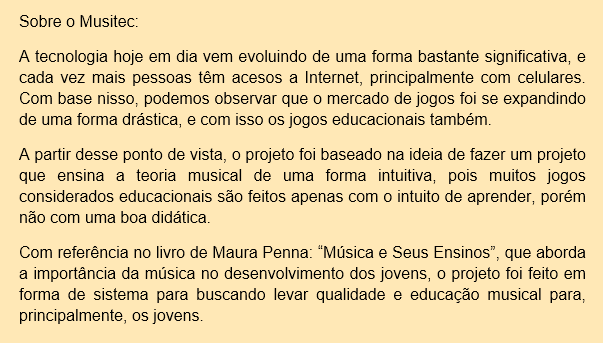 Sobre o Musitec:
A tecnologia hoje em dia vem evoluindo de uma forma bastante significativa, e
cada vez mais pessoas têm acesos a Internet, principalmente com celulares.
Com base nisso, podemos observar que o mercado de jogos foi se expandindo
de uma forma drástica, e com isso os jogos educacionais também.
A partir desse ponto de vista, o projeto foi baseado na ideia de fazer um projeto
que ensina a teoria musical de uma forma intuitiva, pois muitos jogos
considerados educacionais são feitos apenas com o intuito de aprender, porém
não com uma boa didática.
Com referência no livro de Maura Penna: “Música e Seus Ensinos”, que aborda
a importância da música no desenvolvimento dos jovens, o projeto foi feito em
forma de sistema para buscando levar qualidade e educação musical para,
principalmente, os jovens.